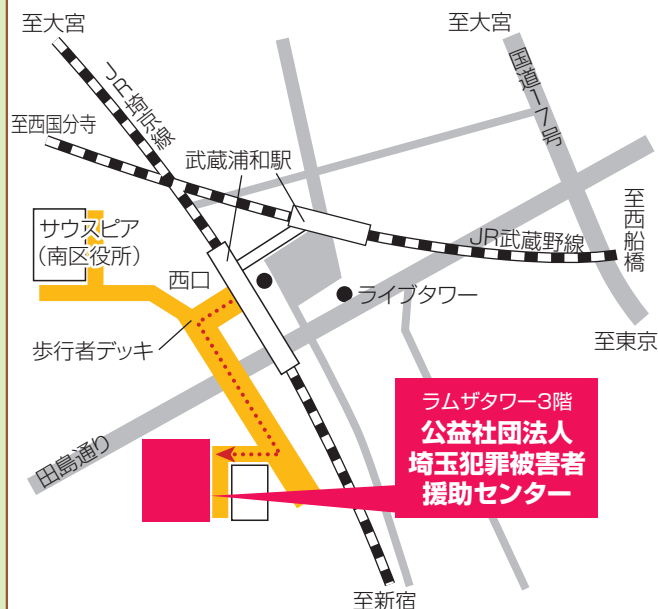 至大宮
至大宮
JR埼京線
国道17号
至西国分寺
武蔵浦和駅
サウスピア
（南区役所）
JR武蔵野線
至西船橋
西口
ライブタワー
歩行者デッキ
至東京
田島通り
ラムザタワー3階
公益社団法人
埼玉犯罪被害者
援助センター
至新宿